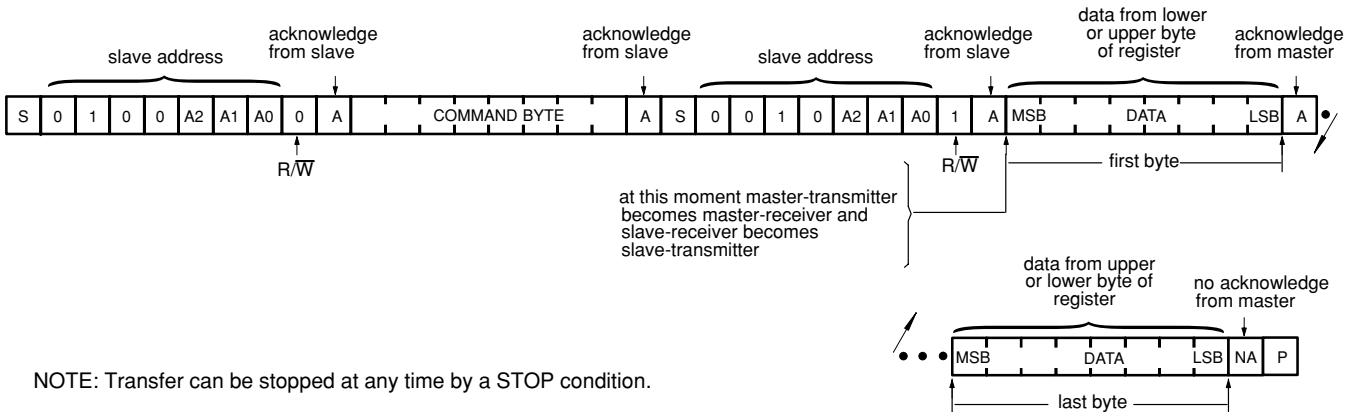 slave address
acknowledge
from slave
acknowledge
from slave
slave address
acknowledge
from slave
data from lower
or upper byte
of register
acknowledge
from master
S 0 1 0 0 A2 A1 A0 0 A COMMAND BYTE A S 0 0 1 0 A2 A1 A0 1 A MSB DATA LSB A
R/W̅
R/W̅
first byte
at this moment master-transmitter
becomes master-receiver and
slave-receiver becomes
slave-transmitter
data from upper
or lower byte of
register
no acknowledge
from master
MSB DATA LSB NA P
last byte
NOTE: Transfer can be stopped at any time by a STOP condition.